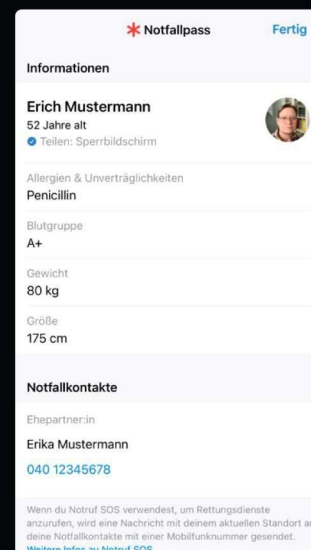 Notfallpass
Fertig
Informationen
Erich Mustermann
52 Jahre alt
Teilen: Sperrbildschirm
Allergien & Unverträglichkeiten
Penicillin
Blutgruppe
A+
Gewicht
80 kg
Größe
175 cm
Notfallkontakte
Ehepartner:in
Erika Mustermann
040 12345678
Wenn du Notruf SOS verwendest, um Rettungsdienste
anzurufen, wird eine Nachricht mit deinem aktuellen Standort
deine Notfallkontakte mit einer Mobilfunknummer gesendet.
Weitere Infos zu Notruf SOS